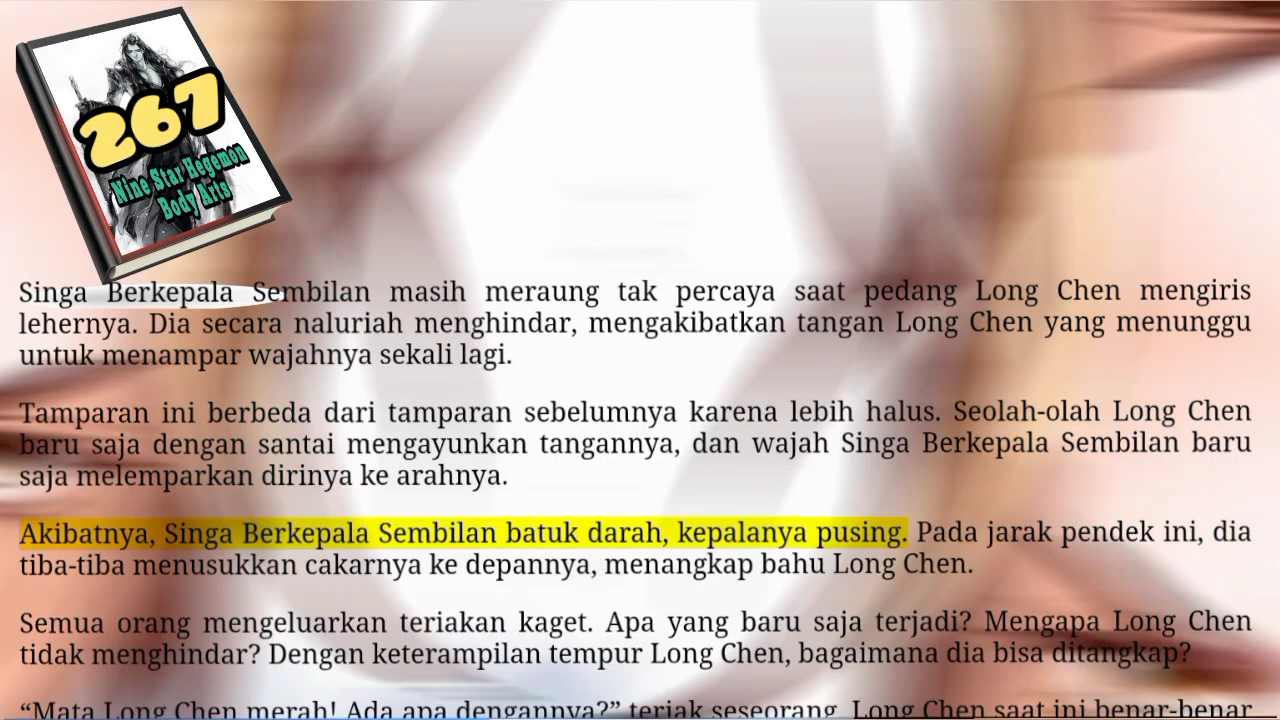 267
Nine Star Hegemon
Body Arts
Singa Berkepala Sembilan masih meraung tak percaya saat pedang Long Chen mengiris
lehernya. Dia secara naluriah menghindar, mengakibatkan tangan Long Chen yang menunggu
untuk menampar wajahnya sekali lagi.
Tamparan ini berbeda dari tamparan sebelumnya karena lebih halus. Seolah-olah Long Chen
baru saja dengan santai mengayunkan tangannya, dan wajah Singa Berkepala Sembilan baru
saja melemparkan dirinya ke arahnya.
Akibatnya, Singa Berkepala Sembilan batuk darah, kepalanya pusing. Pada jarak pendek ini, dia
tiba-tiba menusukkan cakarnya ke depannya, menangkap bahu Long Chen.
Semua orang mengeluarkan teriakan kaget. Apa yang baru saja terjadi? Mengapa Long Chen
tidak menghindar? Dengan keterampilan tempur Long Chen, bagaimana dia bisa ditangkap?
“Mata Long Chen merah! Ada apa dengannya?” teriak seseorang. Long Chen saat ini benar-benar